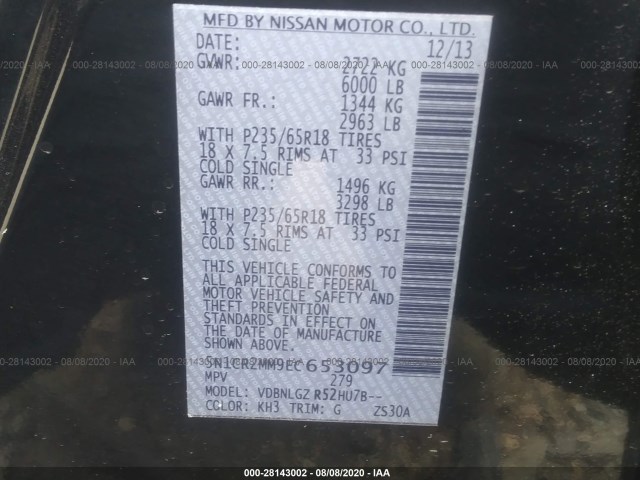 MFD BY NISSAN MOTOR CO., LTD.
DATE: 12/13
GVWR: 2722 KG
6000 LB
GAWR FR.: 1344 KG
2963 LB
WITH P235/65R18 TIRES
18 X 7.5 RIMS AT 33 PSI
COLD SINGLE
GAWR RR.: 1496 KG
3298 LB
WITH P235/65R18 TIRES
18 X 7.5 RIMS AT 33 PSI
COLD SINGLE
THIS VEHICLE CONFORMS TO
ALL APPLICABLE FEDERAL
MOTOR VEHICLE SAFETY AND
THEFT PREVENTION
STANDARDS IN EFFECT ON
THE DATE OF MANUFACTURE
SHOWN ABOVE.
5N1CR2MM9EC653097
MPV 279
MODEL: VDBNLGZ R52HU7B--
COLOR: KH3 TRIM: G ZS30A
000-28143002 - 08/08/2020 - IAA